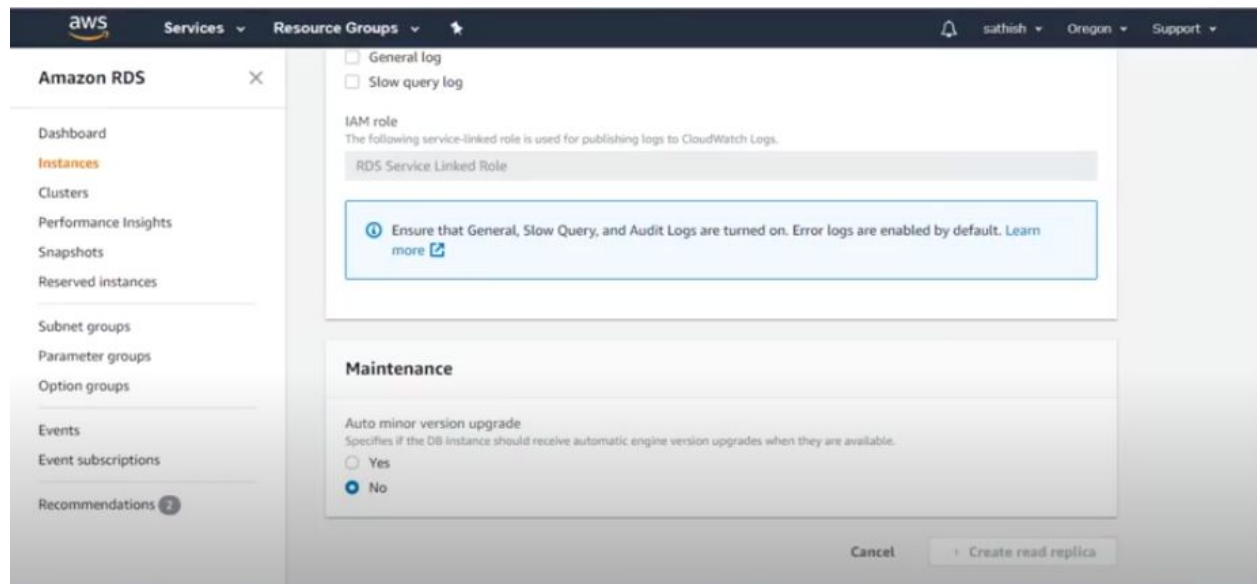 aws Services Resource Groups sathish Oregon Support
Amazon RDS
Dashboard
Instances
Clusters
Performance Insights
Snapshots
Reserved instances
Subnet groups
Parameter groups
Option groups
Events
Event subscriptions
Recommendations 2
General log
Slow query log
IAM role
The following service-linked role is used for publishing logs to CloudWatch Logs.
RDS Service Linked Role
Ensure that General, Slow Query, and Audit Logs are turned on. Error logs are enabled by default. Learn
more
Maintenance
Auto minor version upgrade
Specifies if the DB instance should receive automatic engine version upgrades when they are available.
Yes
No
Cancel Create read replica